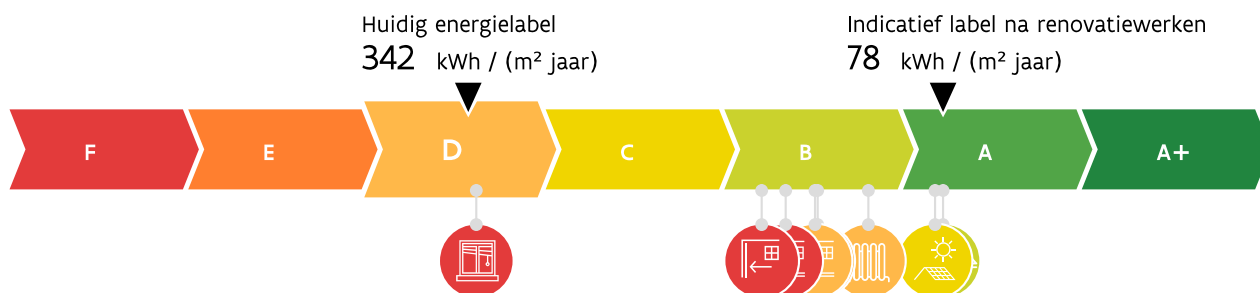 Huidig energielabel
342 kWh / (m² jaar)
Indicatief label na renovatiewerken
78 kWh / (m² jaar)
F E D C B A A+